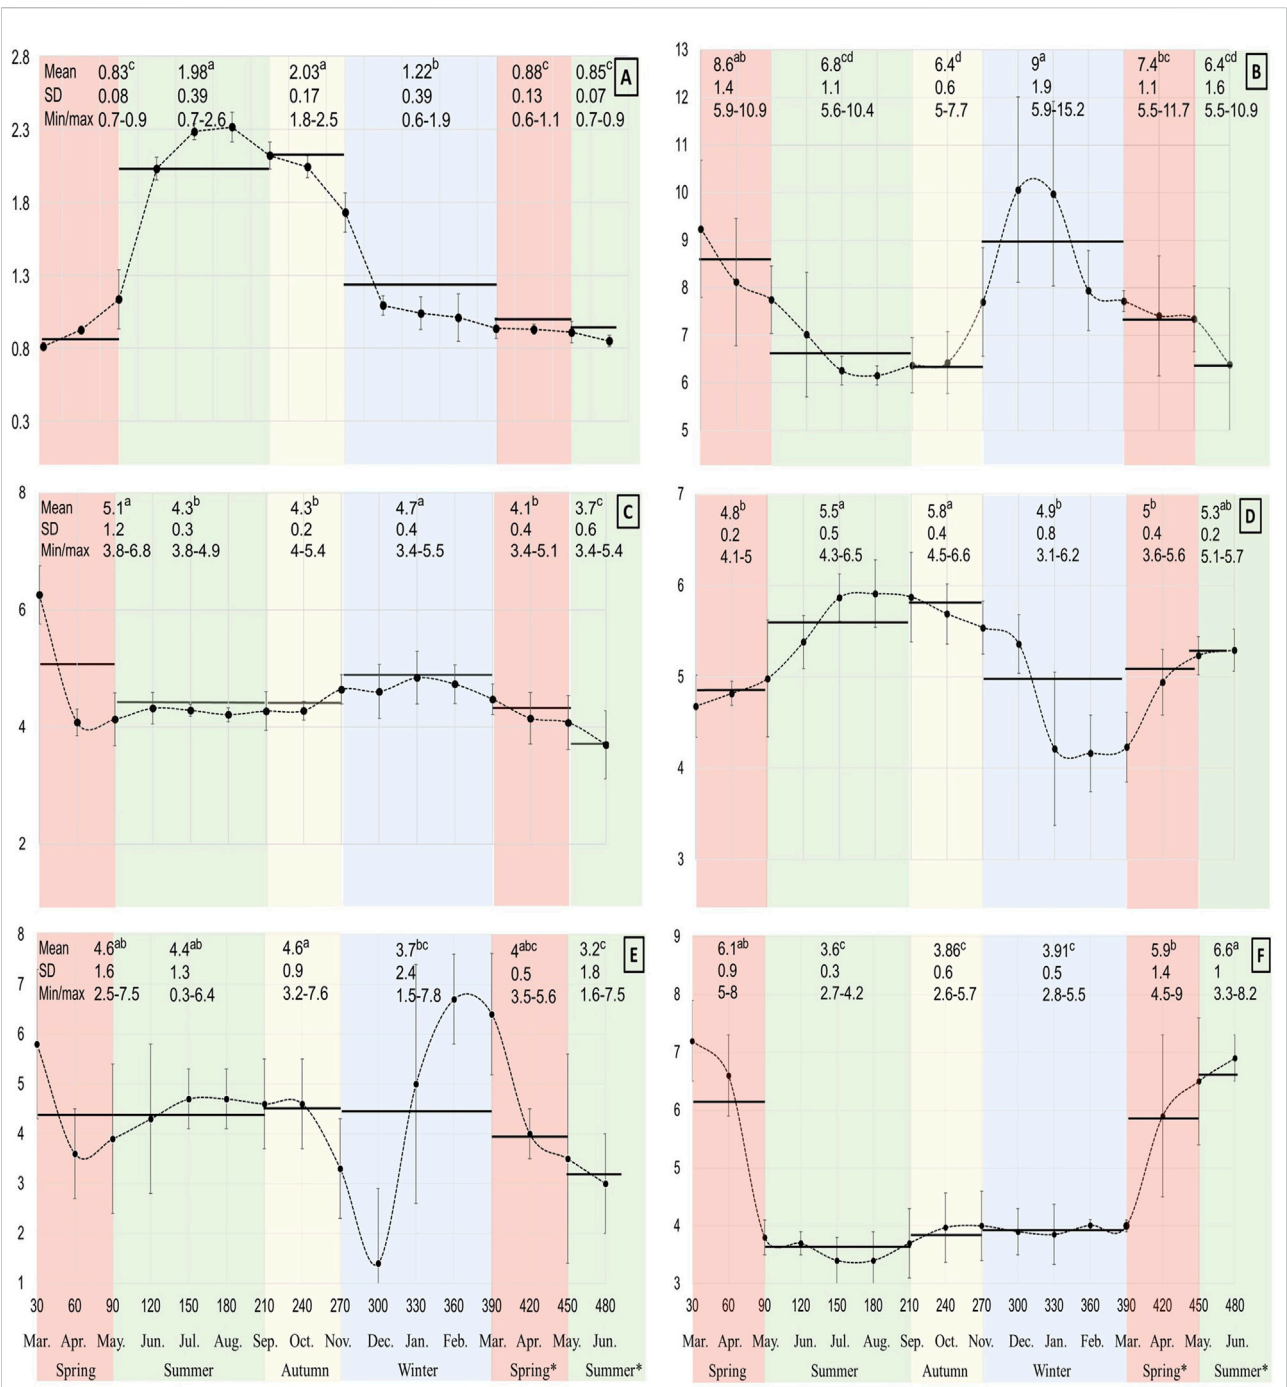 2.8
Mean 0.83c 1.98a 2.03a 1.22b 0.88c 0.85c A
SD 0.08 0.39 0.17 0.39 0.13 0.07
Min/max 0.7-0.9 0.7-2.6 1.8-2.5 0.6-1.9 0.6-1.1 0.7-0.9
2.3
1.8
1.3
0.8
0.3
13
8.6ab 6.8cd 6.4d 9a 7.4bc 6.4cd B
1.4 1.1 0.6 1.9 1.1 1.6
12
5.9-10.9 5.6-10.4 5-7.7 5.9-15.2 5.5-11.7 5.5-10.9
11
10
9
8
7
6
5
8
Mean 5.1a 4.3b 4.3b 4.7a 4.1b 3.7c C
SD 1.2 0.3 0.2 0.4 0.4 0.6
Min/max 3.8-6.8 3.8-4.9 4-5.4 3.4-5.5 3.4-5.1 3.4-5.4
6
4
2
7
4.8b 5.5a 5.8a 4.9b 5b 5.3ab D
0.2 0.5 0.4 0.8 0.4 0.2
4.1-5 4.3-6.5 4.5-6.6 3.1-6.2 3.6-5.6 5.1-5.7
6
5
4
3
8
Mean 4.6ab 4.4ab 4.6a 3.7bc 4abc 3.2c E
SD 1.6 1.3 0.9 2.4 0.5 1.8
Min/max 2.5-7.5 0.3-6.4 3.2-7.6 1.5-7.8 3.5-5.6 1.6-7.5
7
6
5
4
3
2
1
30 60 90 120 150 180 210 240 270 300 330 360 390 420 450 480
Mar. Apr. May. Jun. Jul. Aug. Sep. Oct. Nov. Dec. Jan. Feb. Mar. Apr. May. Jun.
Spring Summer Autumn Winter Spring* Summer*
9
6.1ab 3.6c 3.86c 3.91c 5.9b 6.6a F
0.9 0.3 0.6 0.5 1.4 1
5-8 2.7-4.2 2.6-5.7 2.8-5.5 4.5-9 3.3-8.2
8
7
6
5
4
3
30 60 90 120 150 180 210 240 270 300 330 360 390 420 450 480
Mar. Apr. May. Jun. Jul. Aug. Sep. Oct. Nov. Dec. Jan. Feb. Mar. Apr. May. Jun.
Spring Summer Autumn Winter Spring* Summer*